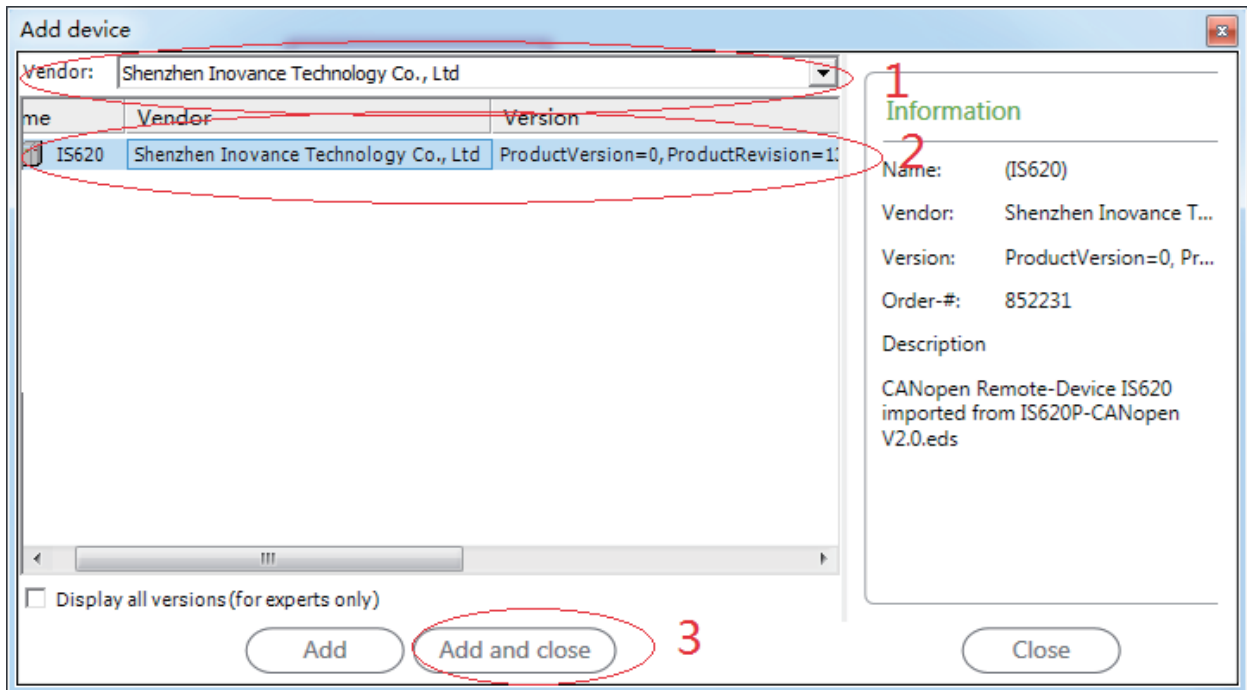 Add device
Vendor: Shenzhen Inovance Technology Co., Ltd
1
me Vendor Version
IS620 Shenzhen Inovance Technology Co., Ltd ProductVersion=0, ProductRevision=13
2
Information
Name: (IS620)
Vendor: Shenzhen Inovance T...
Version: ProductVersion=0, Pr...
Order-#: 852231
Description
CANopen Remote-Device IS620
imported from IS620P-CANopen
V2.0.eds
Display all versions (for experts only)
Add Add and close 3 Close